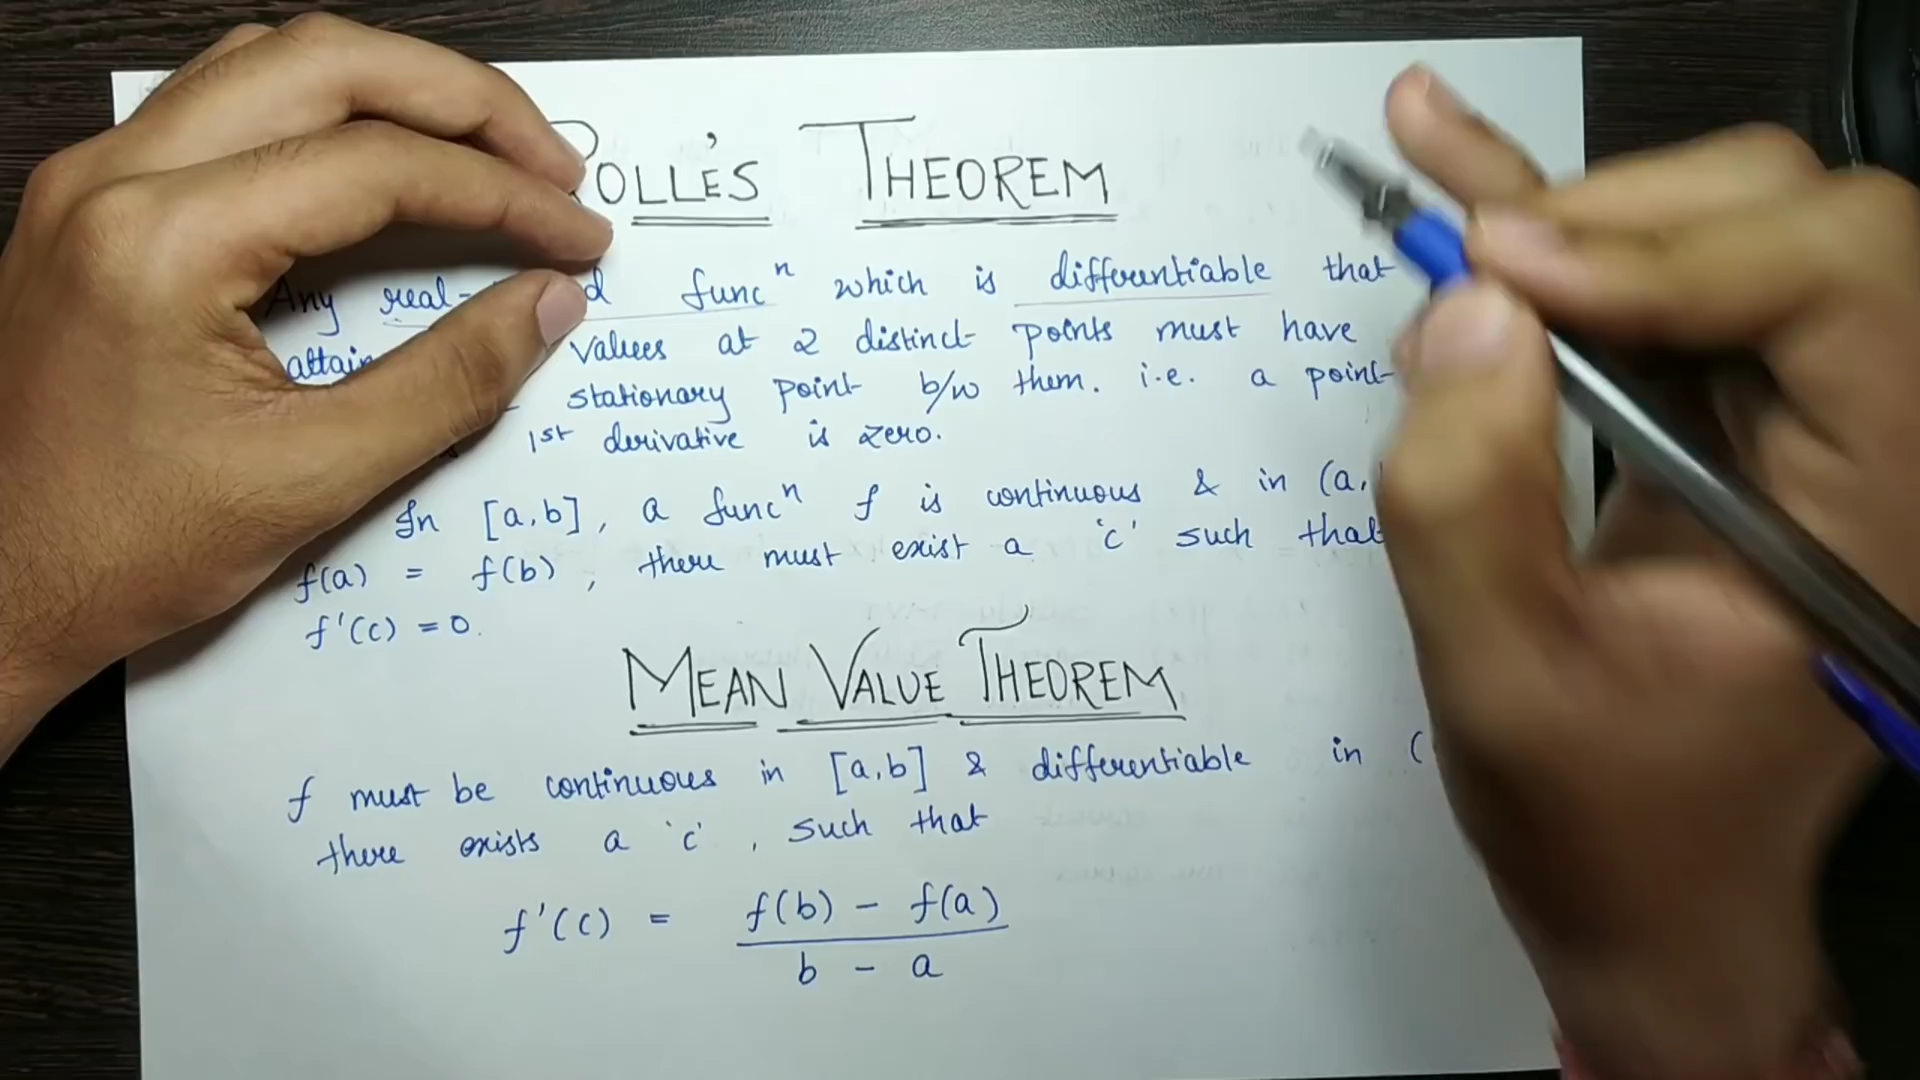 ROLLE'S THEOREM
Any real- d funcⁿ which is differentiable that
attain values at 2 distinct points must have
stationary point b/w them. i.e. a point
1st derivative is zero.
In [a,b], a funcⁿ f is continuous & in (a,
f(a) = f(b), there must exist a 'c' such that
f'(c) = 0.
MEAN VALUE THEOREM
f must be continuous in [a,b] & differentiable in (
there exists a 'c', such that
f'(c) = f(b) - f(a)
b - a